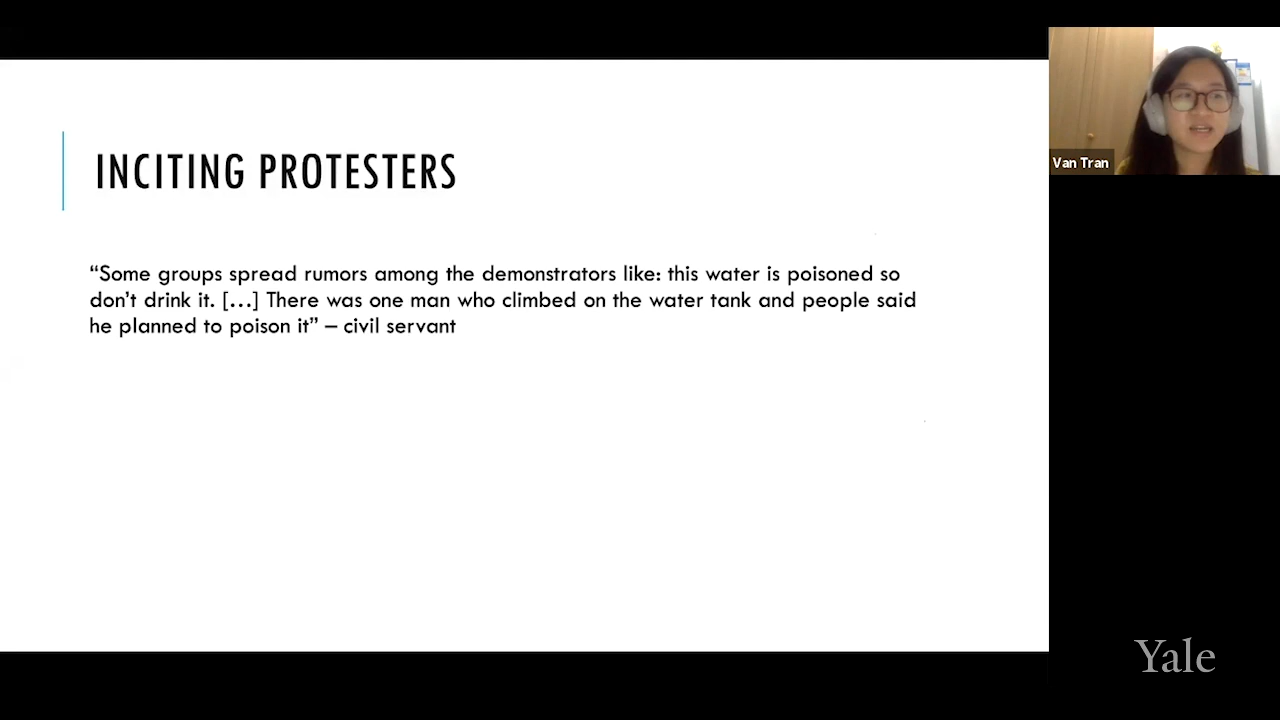 INCITING PROTESTERS
“Some groups spread rumors among the demonstrators like: this water is poisoned so
don’t drink it. […] There was one man who climbed on the water tank and people said
he planned to poison it” – civil servant
Van Tran
Yale